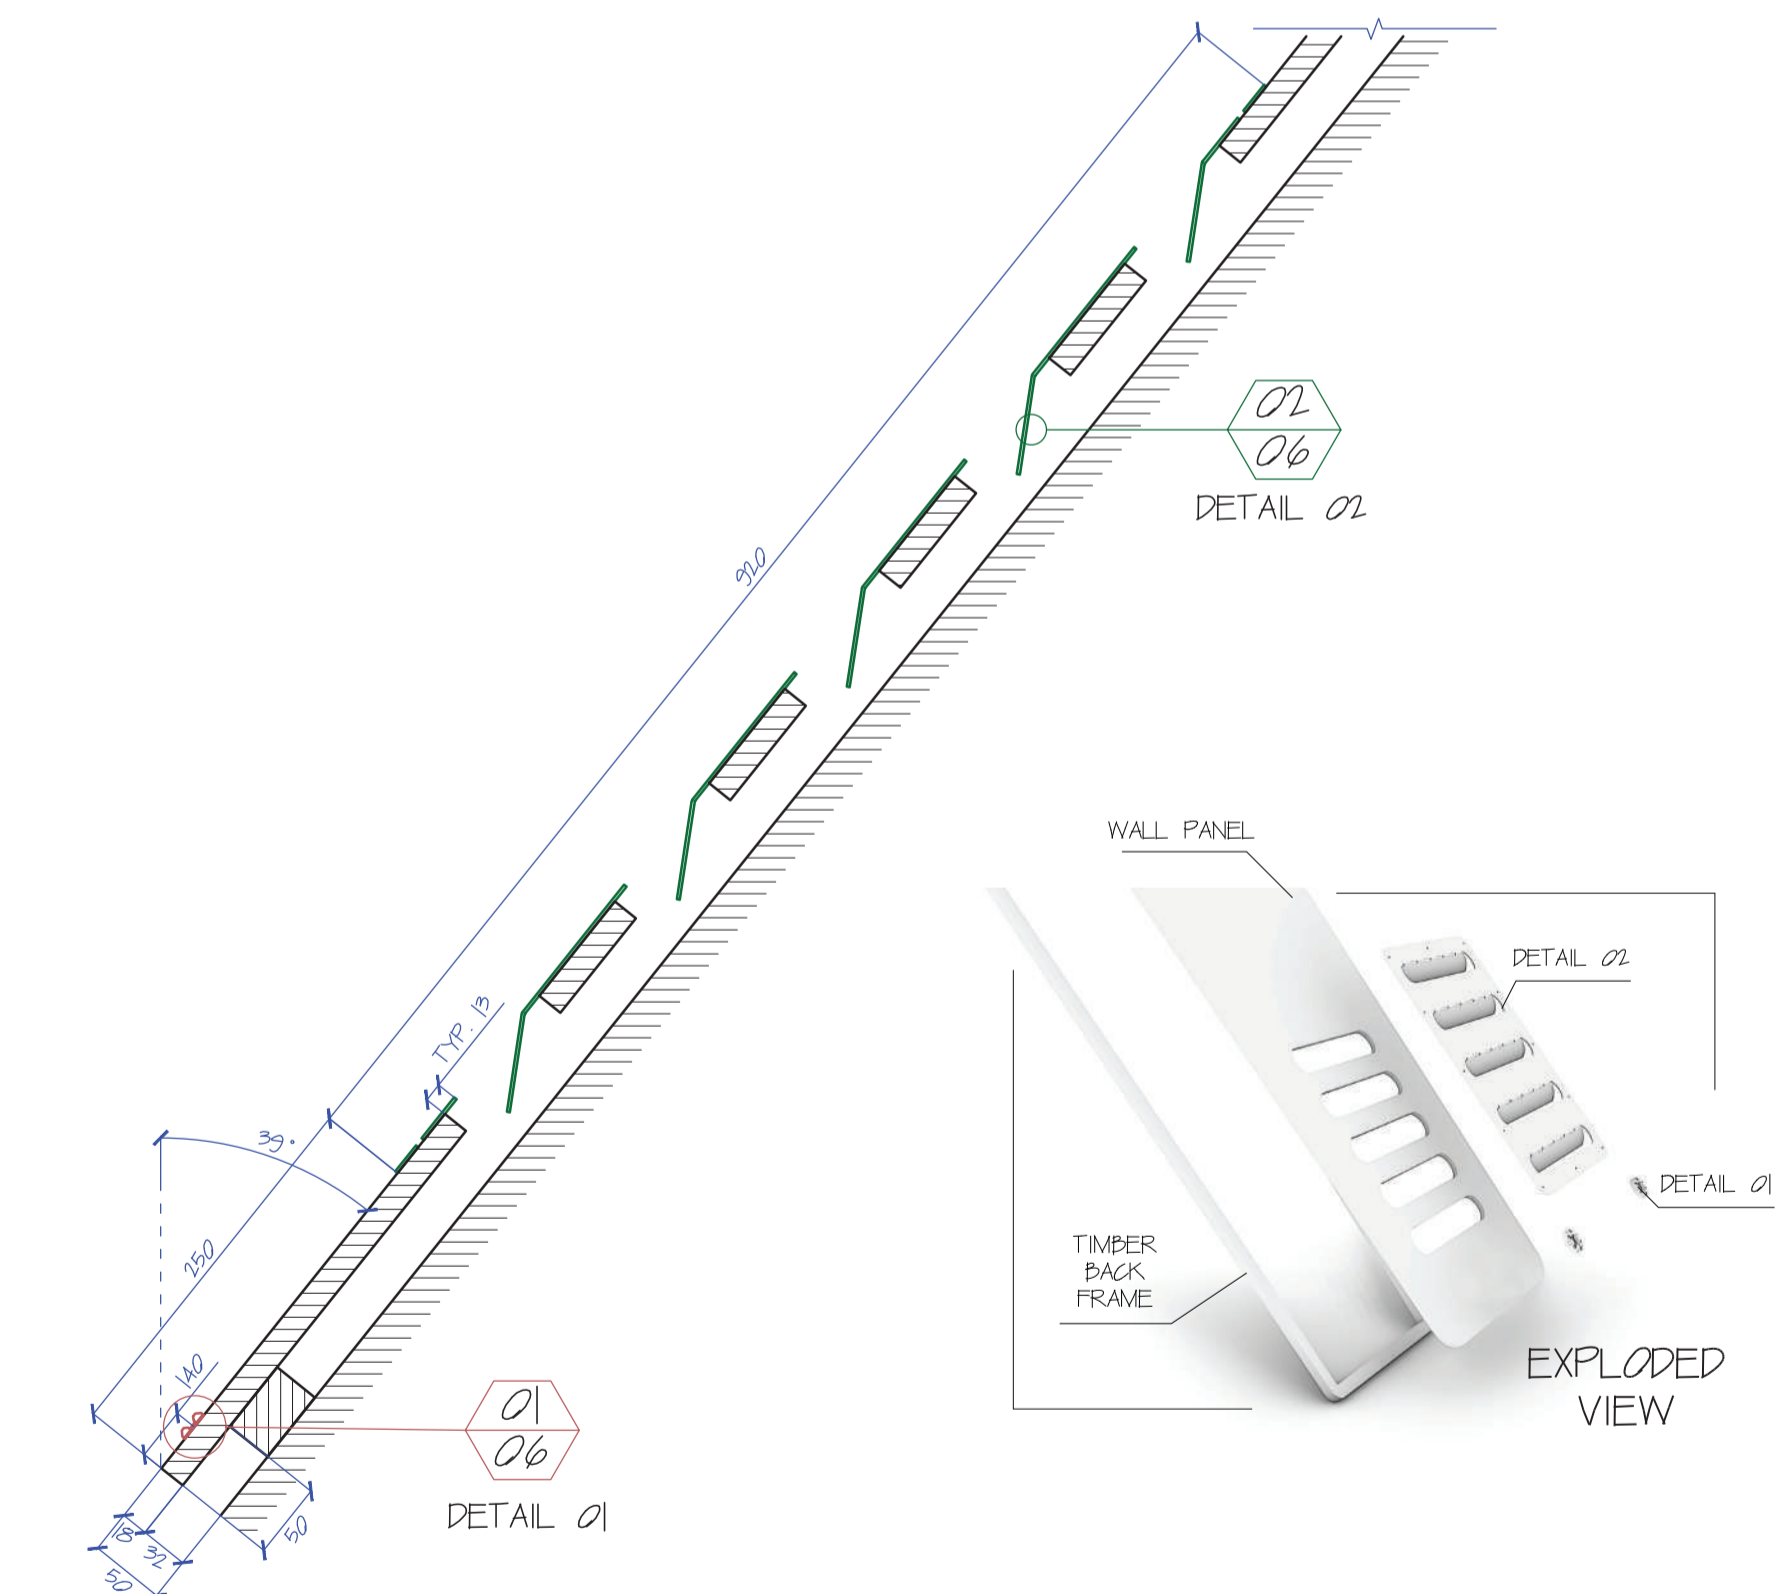 02
06
DETAIL 02
920
WALL PANEL
DETAIL 02
TYP. 13
39°
DETAIL 01
250
TIMBER
BACK
FRAME
EXPLODED
VIEW
140
01
06
DETAIL 01
18
32
50
50